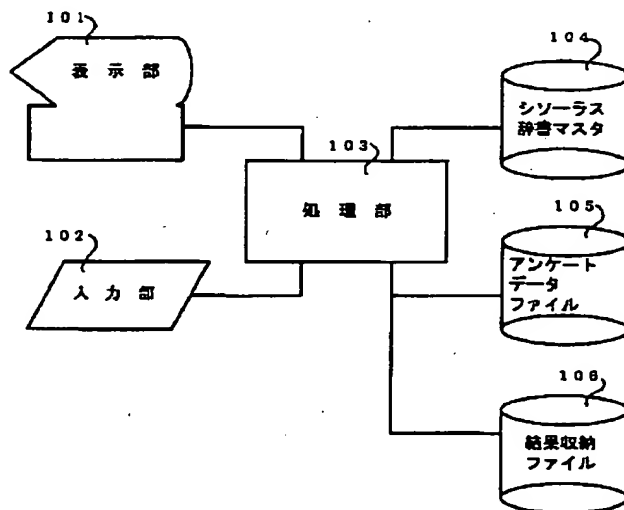 101
表示部
104
シソーラス
辞書マスタ
103
処理部
102
入力部
105
アンケート
データ
ファイル
106
結果収納
ファイル